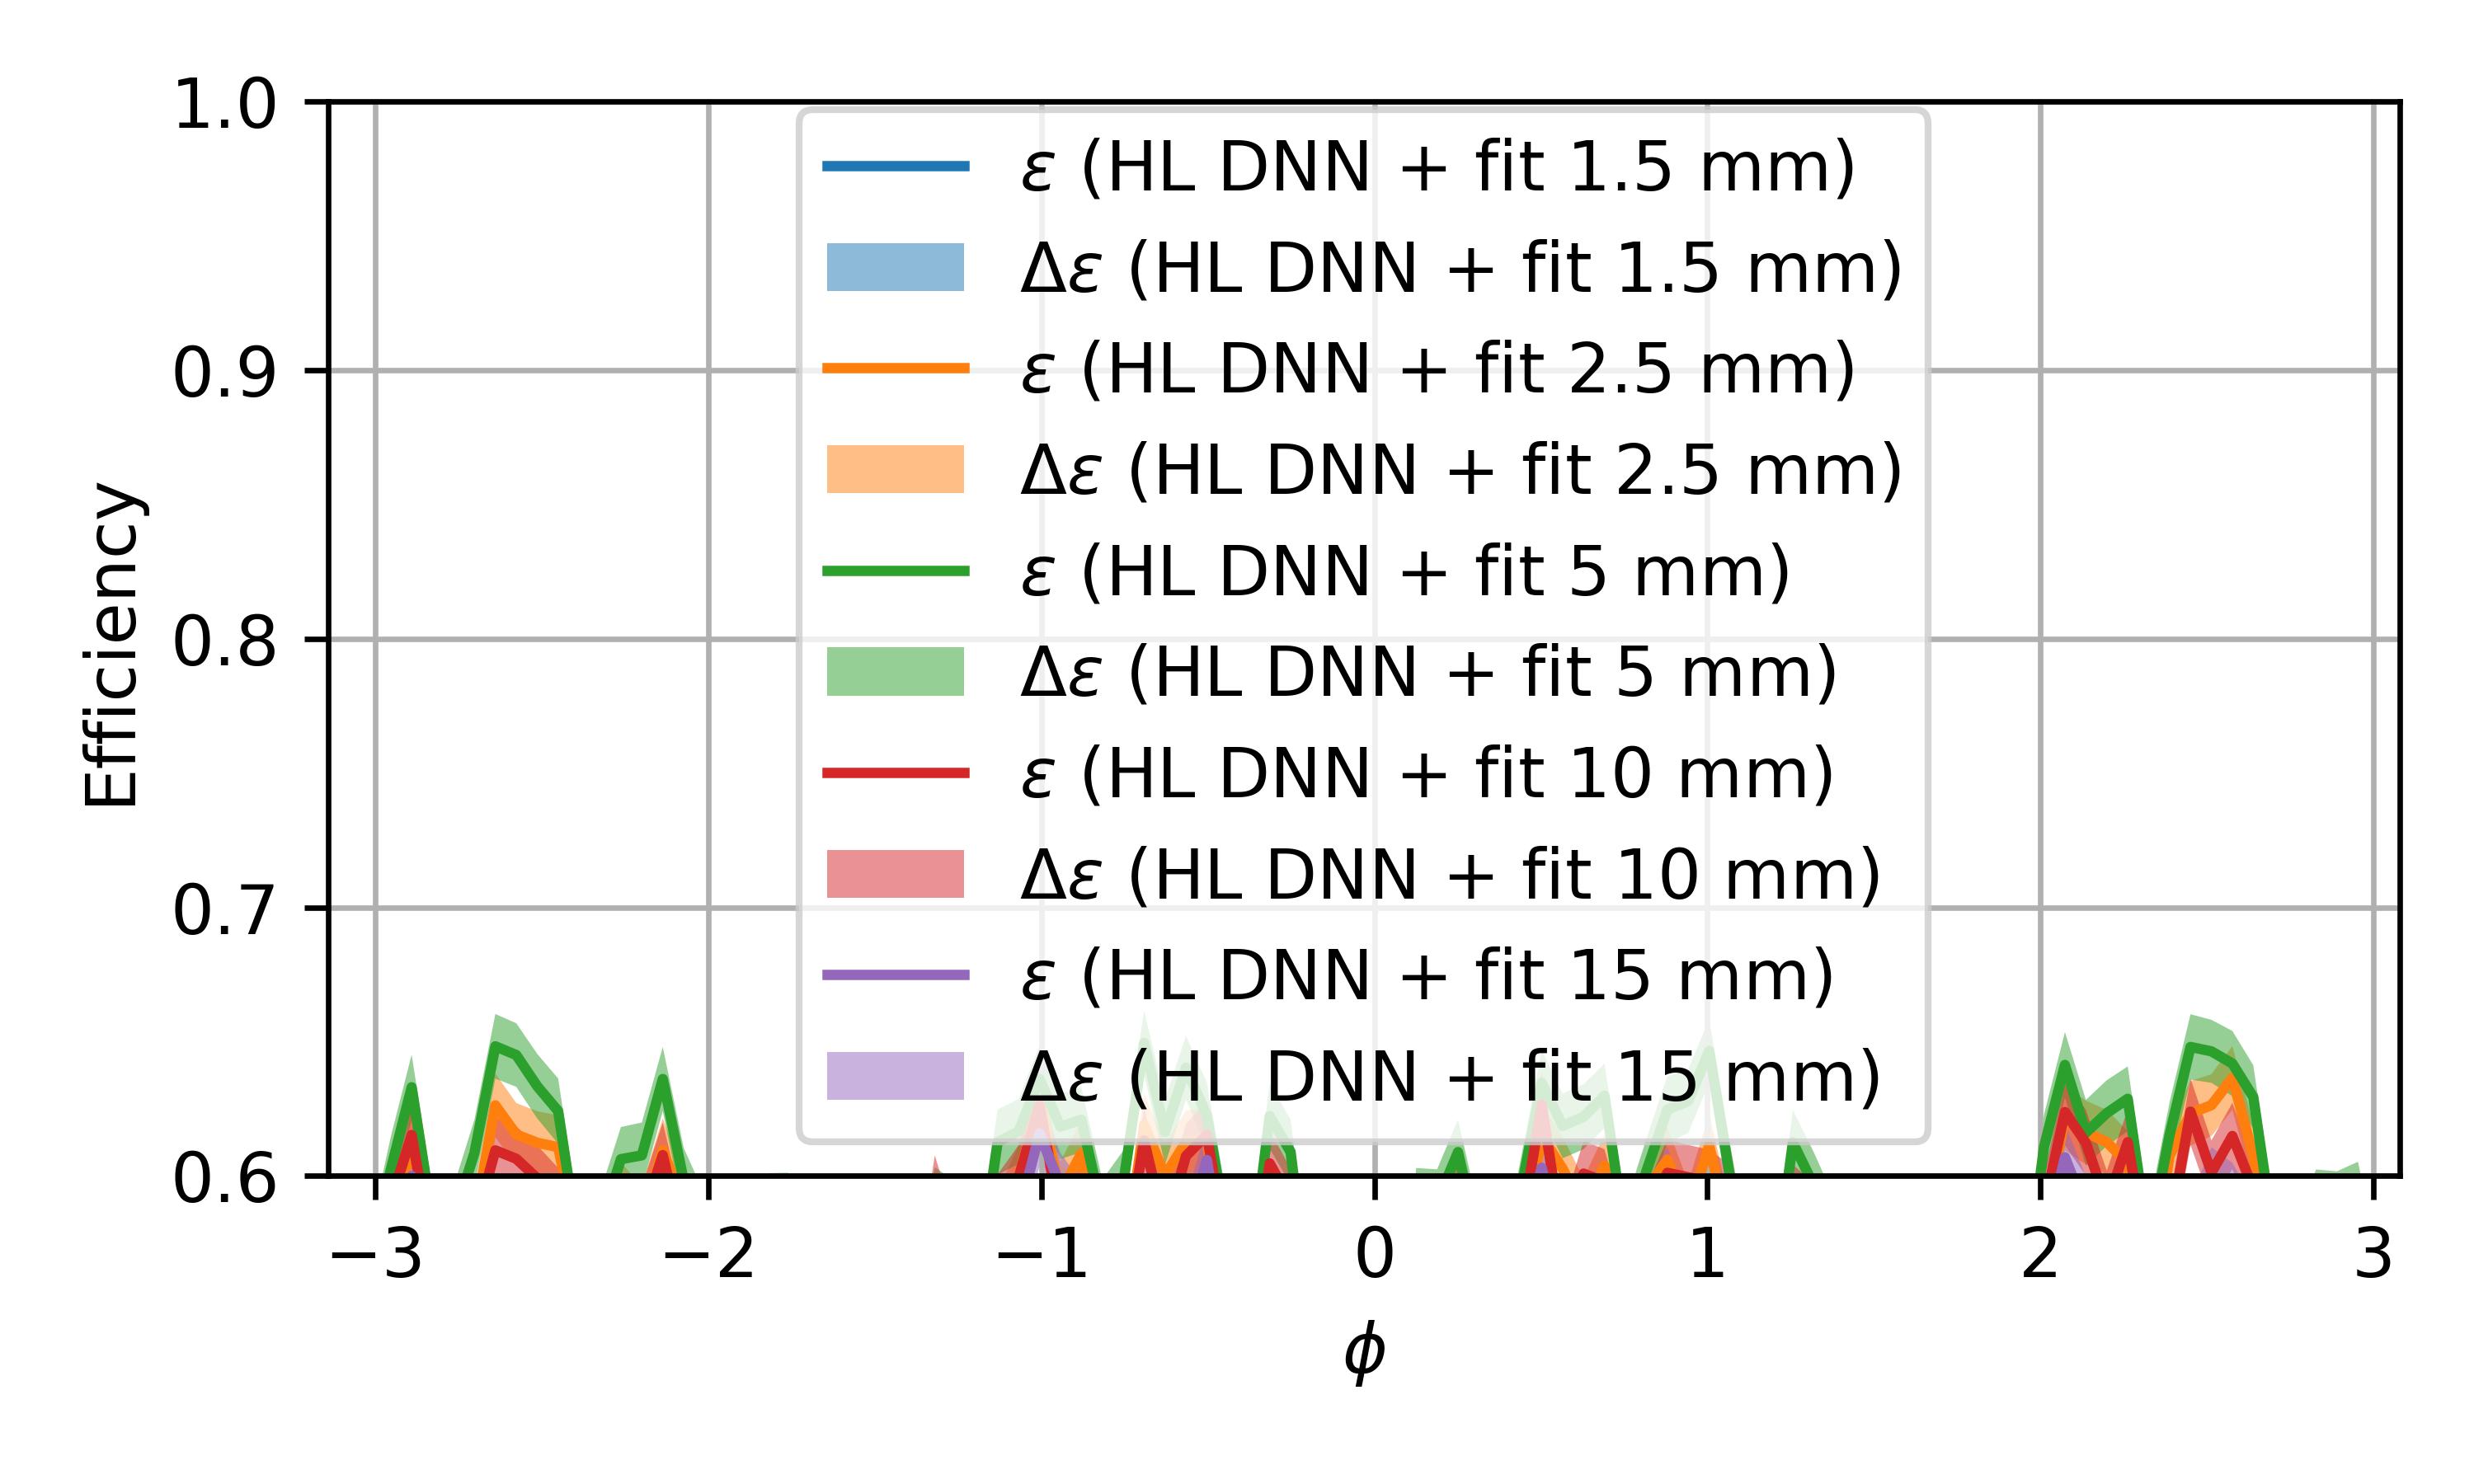 1.0
0.9
0.8
0.7
0.6
Efficiency
ε (HL DNN + fit 1.5 mm)
Δε (HL DNN + fit 1.5 mm)
ε (HL DNN + fit 2.5 mm)
Δε (HL DNN + fit 2.5 mm)
ε (HL DNN + fit 5 mm)
Δε (HL DNN + fit 5 mm)
ε (HL DNN + fit 10 mm)
Δε (HL DNN + fit 10 mm)
ε (HL DNN + fit 15 mm)
Δε (HL DNN + fit 15 mm)
−3 −2 −1 0 1 2 3
ϕ